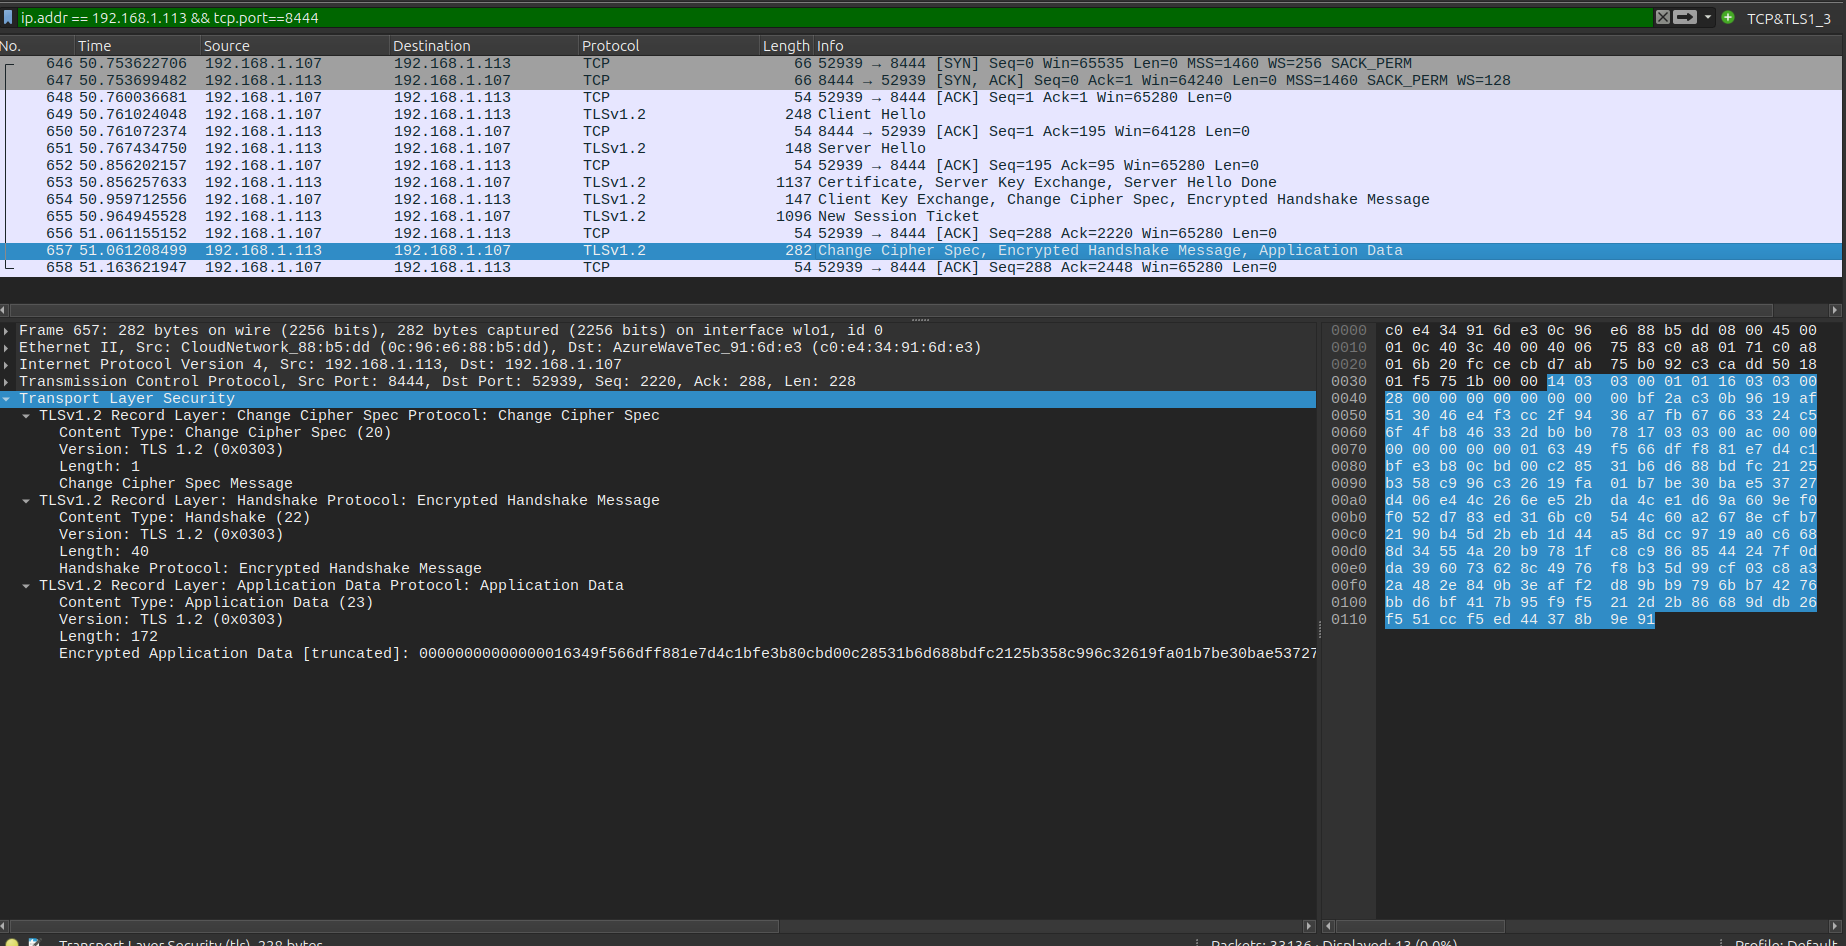 ip.addr == 192.168.1.113 && tcp.port==8444 TCP&TLS1_3
No. Time Source Destination Protocol Length Info
646 50.753622706 192.168.1.107 192.168.1.113 TCP 66 52939 → 8444 [SYN] Seq=0 Win=65535 Len=0 MSS=1460 WS=256 SACK_PERM
647 50.753699482 192.168.1.113 192.168.1.107 TCP 66 8444 → 52939 [SYN, ACK] Seq=0 Ack=1 Win=64240 Len=0 MSS=1460 SACK_PERM WS=128
648 50.760036681 192.168.1.107 192.168.1.113 TCP 54 52939 → 8444 [ACK] Seq=1 Ack=1 Win=65280 Len=0
649 50.761024048 192.168.1.107 192.168.1.113 TLSv1.2 248 Client Hello
650 50.761072374 192.168.1.113 192.168.1.107 TCP 54 8444 → 52939 [ACK] Seq=1 Ack=195 Win=64128 Len=0
651 50.767434750 192.168.1.113 192.168.1.107 TLSv1.2 148 Server Hello
652 50.856202157 192.168.1.107 192.168.1.113 TCP 54 52939 → 8444 [ACK] Seq=195 Ack=95 Win=65280 Len=0
653 50.856257633 192.168.1.113 192.168.1.107 TLSv1.2 1137 Certificate, Server Key Exchange, Server Hello Done
654 50.959712556 192.168.1.107 192.168.1.113 TLSv1.2 147 Client Key Exchange, Change Cipher Spec, Encrypted Handshake Message
655 50.964945528 192.168.1.113 192.168.1.107 TLSv1.2 1096 New Session Ticket
656 51.061155152 192.168.1.107 192.168.1.113 TCP 54 52939 → 8444 [ACK] Seq=288 Ack=2220 Win=65280 Len=0
657 51.061208499 192.168.1.113 192.168.1.107 TLSv1.2 282 Change Cipher Spec, Encrypted Handshake Message, Application Data
658 51.163621947 192.168.1.107 192.168.1.113 TCP 54 52939 → 8444 [ACK] Seq=288 Ack=2448 Win=65280 Len=0
Frame 657: 282 bytes on wire (2256 bits), 282 bytes captured (2256 bits) on interface wlo1, id 0
Ethernet II, Src: CloudNetwork_88:b5:dd (0c:96:e6:88:b5:dd), Dst: AzureWaveTec_91:6d:e3 (c0:e4:34:91:6d:e3)
Internet Protocol Version 4, Src: 192.168.1.113, Dst: 192.168.1.107
Transmission Control Protocol, Src Port: 8444, Dst Port: 52939, Seq: 2220, Ack: 288, Len: 228
Transport Layer Security
TLSv1.2 Record Layer: Change Cipher Spec Protocol: Change Cipher Spec
Content Type: Change Cipher Spec (20)
Version: TLS 1.2 (0x0303)
Length: 1
Change Cipher Spec Message
TLSv1.2 Record Layer: Handshake Protocol: Encrypted Handshake Message
Content Type: Handshake (22)
Version: TLS 1.2 (0x0303)
Length: 40
Handshake Protocol: Encrypted Handshake Message
TLSv1.2 Record Layer: Application Data Protocol: Application Data
Content Type: Application Data (23)
Version: TLS 1.2 (0x0303)
Length: 172
Encrypted Application Data [truncated]: 00000000000000016349f566dff881e7d4c1bfe3b80cbd00c28531b6d688bdfc2125b358c996c32619fa01b7be30bae53727
0000 c0 e4 34 91 6d e3 0c 96 e6 88 b5 dd 08 00 45 00
0010 01 0c 40 3c 40 00 40 06 75 83 c0 a8 01 71 c0 a8
0020 01 6b 20 fc ce cb d7 ab 75 b0 92 c3 ca dd 50 18
0030 01 f5 75 1b 00 00 14 03 03 00 01 01 16 03 03 00
0040 28 00 00 00 00 00 00 00 00 bf 2a c3 0b 96 19 af
0050 51 30 46 e4 f3 cc 2f 94 36 a7 fb 67 66 33 24 c5
0060 6f 4f b8 46 33 2d b0 b0 78 17 03 03 00 ac 00 00
0070 00 00 00 00 00 01 63 49 f5 66 df f8 81 e7 d4 c1
0080 bf e3 b8 0c bd 00 c2 85 31 b6 d6 88 bd fc 21 25
0090 b3 58 c9 96 c3 26 19 fa 01 b7 be 30 ba e5 37 27
00a0 d4 06 e4 4c 26 6e e5 2b da 4c e1 d6 9a 60 9e f0
00b0 f0 52 d7 83 ed 31 6b c0 54 4c 60 a2 67 8e cf b7
00c0 21 90 b4 5d 2b eb 1d 44 a5 8d cc 97 19 a0 c6 68
00d0 8d 34 55 4a 20 b9 78 1f c8 c9 86 85 44 24 7f 0d
00e0 da 39 60 73 62 8c 49 76 f8 b3 5d 99 cf 03 c8 a3
00f0 2a 48 2e 84 0b 3e af f2 d8 9b b9 79 6b b7 42 76
0100 bb d6 bf 41 7b 95 f9 f5 21 2d 2b 86 68 9d db 26
0110 f5 51 cc f5 ed 44 37 8b 9e 91
Transport Layer Security (tls), 228 bytes Packets: 33136 · Displayed: 13 (0.0%) Profile: Default